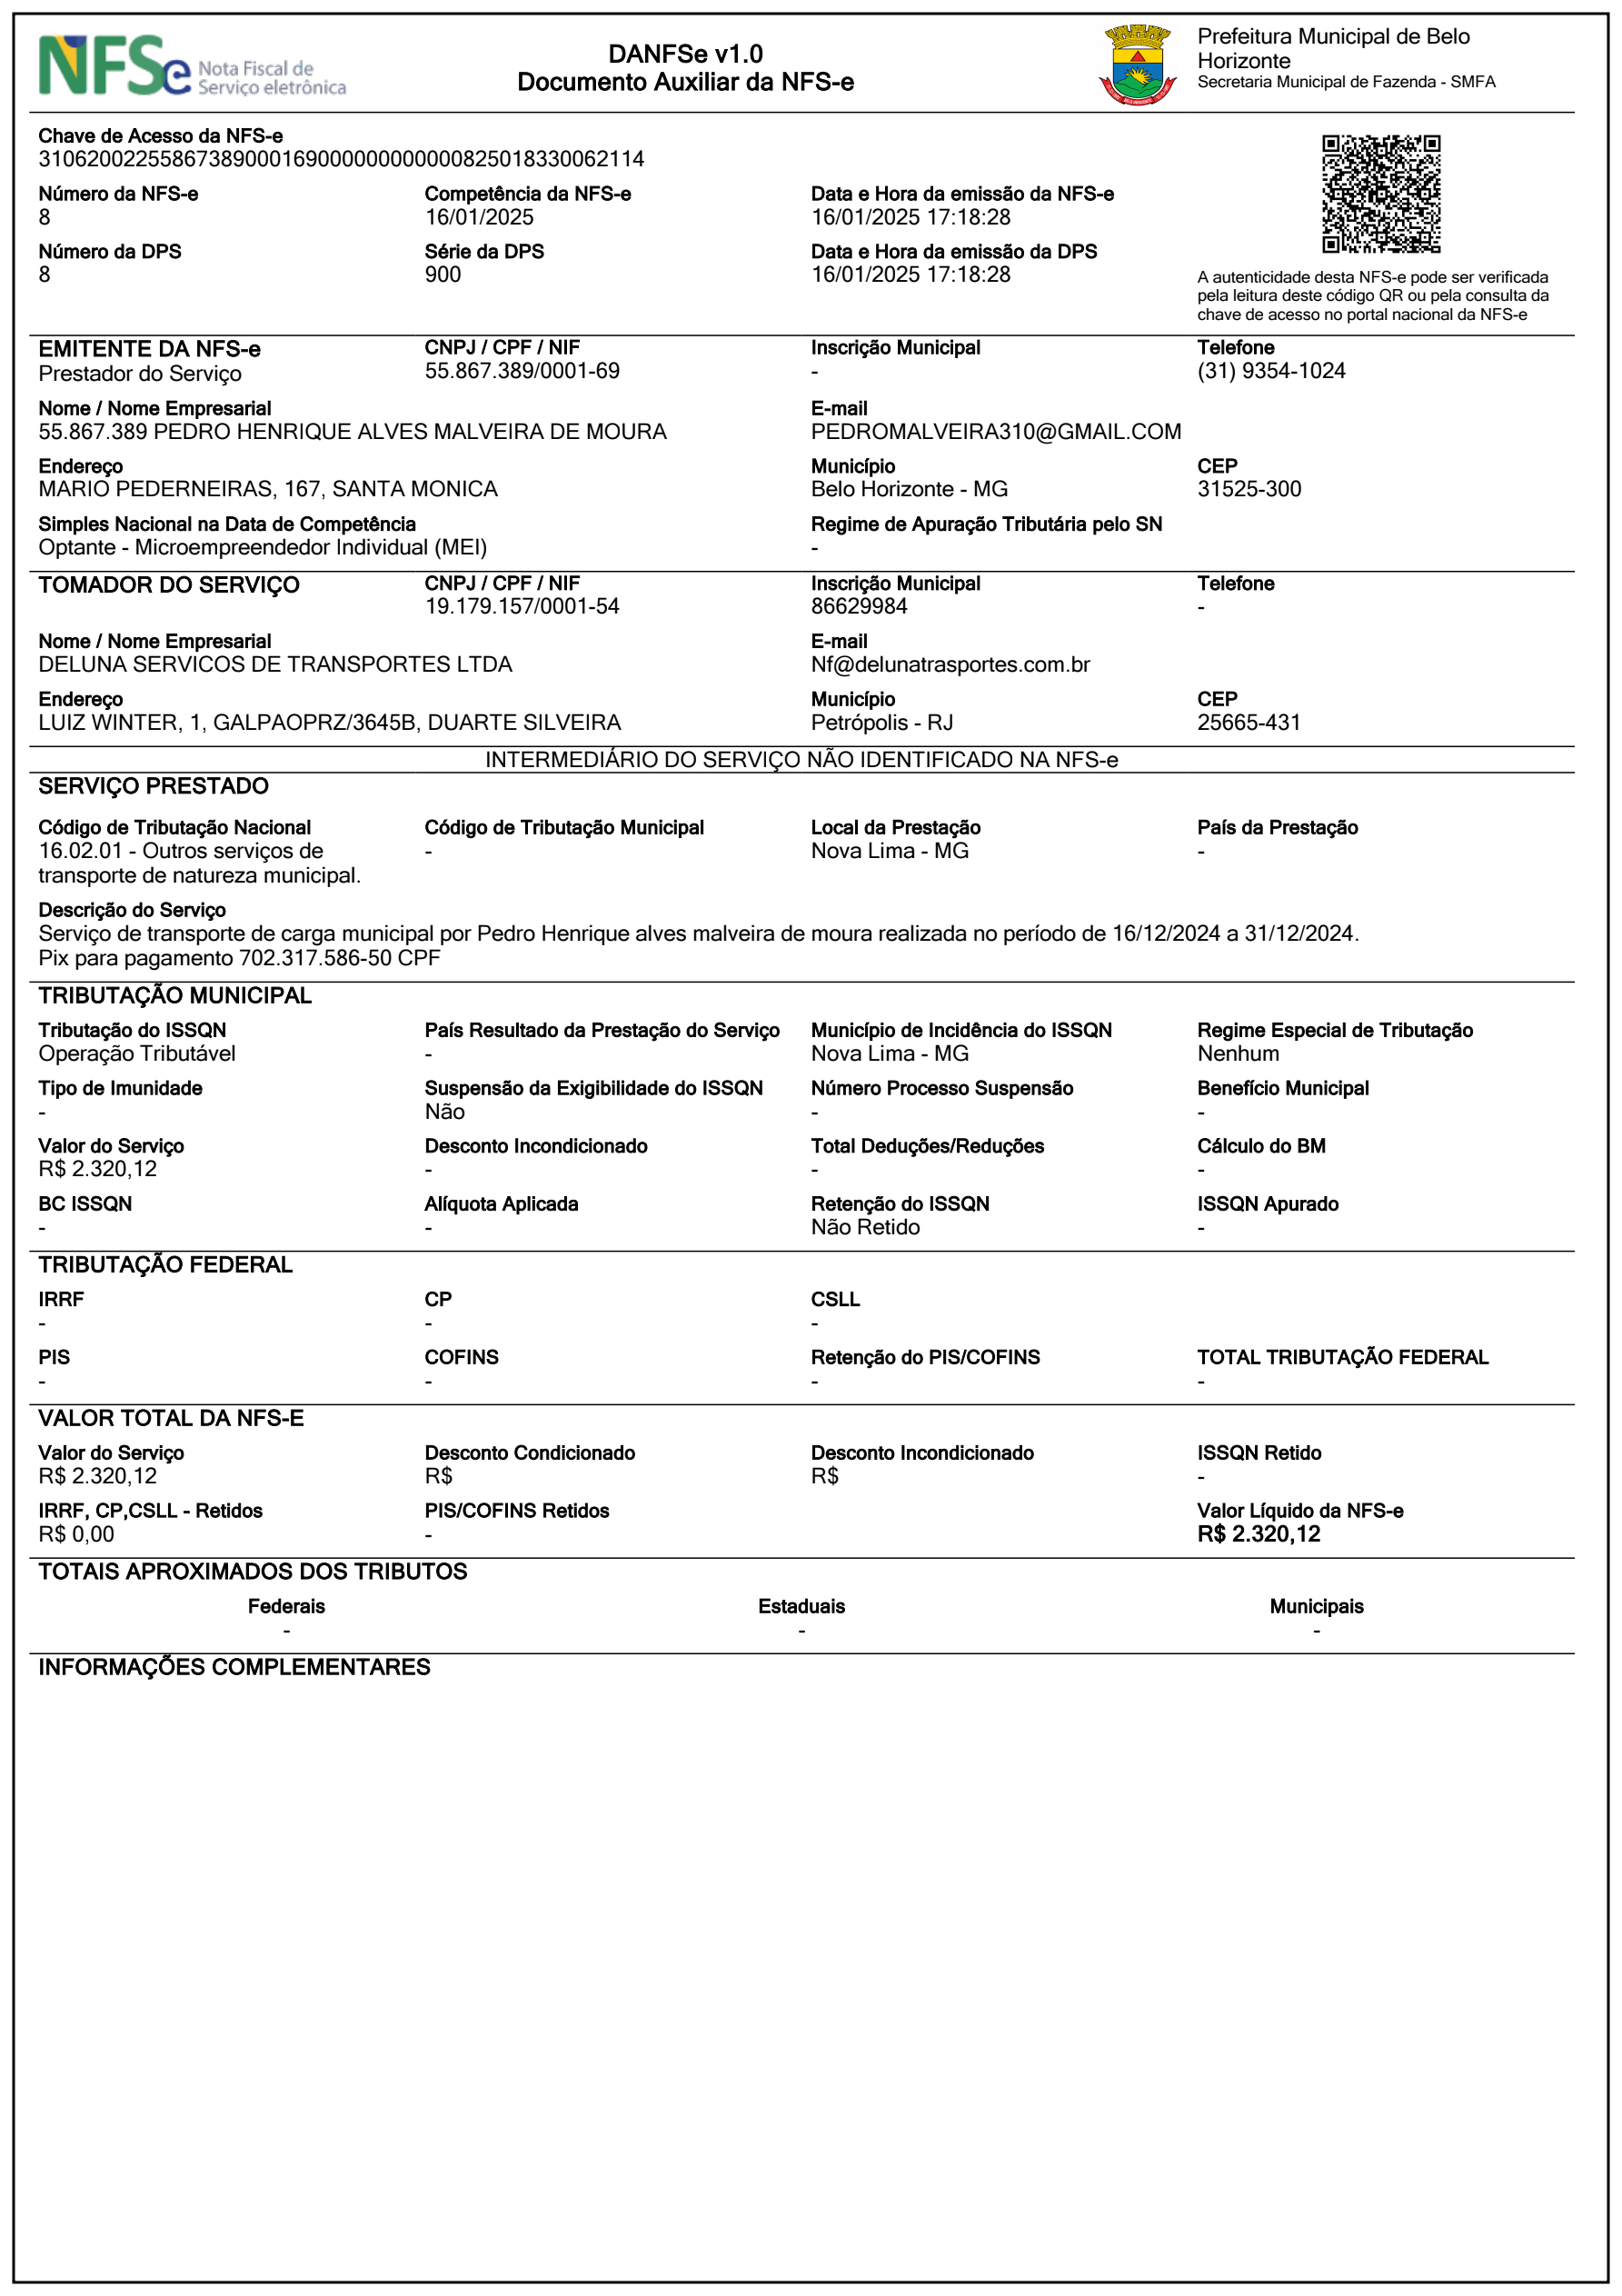 NFSe Nota Fiscal de
Serviço eletrônica
DANFSe v1.0
Documento Auxiliar da NFS-e
Prefeitura Municipal de Belo
Horizonte
Secretaria Municipal de Fazenda - SMFA
Chave de Acesso da NFS-e
31062002255867389000169000000000000825018330062114
Número da NFS-e Competência da NFS-e Data e Hora da emissão da NFS-e
8 16/01/2025 16/01/2025 17:18:28
Número da DPS Série da DPS Data e Hora da emissão da DPS
8 900 16/01/2025 17:18:28
A autenticidade desta NFS-e pode ser verificada
pela leitura deste código QR ou pela consulta da
chave de acesso no portal nacional da NFS-e
EMITENTE DA NFS-e CNPJ / CPF / NIF Inscrição Municipal Telefone
Prestador do Serviço 55.867.389/0001-69 - (31) 9354-1024
Nome / Nome Empresarial E-mail
55.867.389 PEDRO HENRIQUE ALVES MALVEIRA DE MOURA PEDROMALVEIRA310@GMAIL.COM
Endereço Município CEP
MARIO PEDERNEIRAS, 167, SANTA MONICA Belo Horizonte - MG 31525-300
Simples Nacional na Data de Competência Regime de Apuração Tributária pelo SN
Optante - Microempreendedor Individual (MEI) -
TOMADOR DO SERVIÇO CNPJ / CPF / NIF Inscrição Municipal Telefone
19.179.157/0001-54 86629984 -
Nome / Nome Empresarial E-mail
DELUNA SERVICOS DE TRANSPORTES LTDA Nf@delunatrasportes.com.br
Endereço Município CEP
LUIZ WINTER, 1, GALPAOPRZ/3645B, DUARTE SILVEIRA Petrópolis - RJ 25665-431
INTERMEDIÁRIO DO SERVIÇO NÃO IDENTIFICADO NA NFS-e
SERVIÇO PRESTADO
Código de Tributação Nacional Código de Tributação Municipal Local da Prestação País da Prestação
16.02.01 - Outros serviços de - Nova Lima - MG -
transporte de natureza municipal.
Descrição do Serviço
Serviço de transporte de carga municipal por Pedro Henrique alves malveira de moura realizada no período de 16/12/2024 a 31/12/2024.
Pix para pagamento 702.317.586-50 CPF
TRIBUTAÇÃO MUNICIPAL
Tributação do ISSQN País Resultado da Prestação do Serviço Município de Incidência do ISSQN Regime Especial de Tributação
Operação Tributável - Nova Lima - MG Nenhum
Tipo de Imunidade Suspensão da Exigibilidade do ISSQN Número Processo Suspensão Benefício Municipal
- Não - -
Valor do Serviço Desconto Incondicionado Total Deduções/Reduções Cálculo do BM
R$ 2.320,12 - - -
BC ISSQN Alíquota Aplicada Retenção do ISSQN ISSQN Apurado
- - Não Retido -
TRIBUTAÇÃO FEDERAL
IRRF CP CSLL
- - -
PIS COFINS Retenção do PIS/COFINS TOTAL TRIBUTAÇÃO FEDERAL
- - - -
VALOR TOTAL DA NFS-E
Valor do Serviço Desconto Condicionado Desconto Incondicionado ISSQN Retido
R$ 2.320,12 R$ R$ -
IRRF, CP,CSLL - Retidos PIS/COFINS Retidos Valor Líquido da NFS-e
R$ 0,00 - R$ 2.320,12
TOTAIS APROXIMADOS DOS TRIBUTOS
Federais Estaduais Municipais
- - -
INFORMAÇÕES COMPLEMENTARES